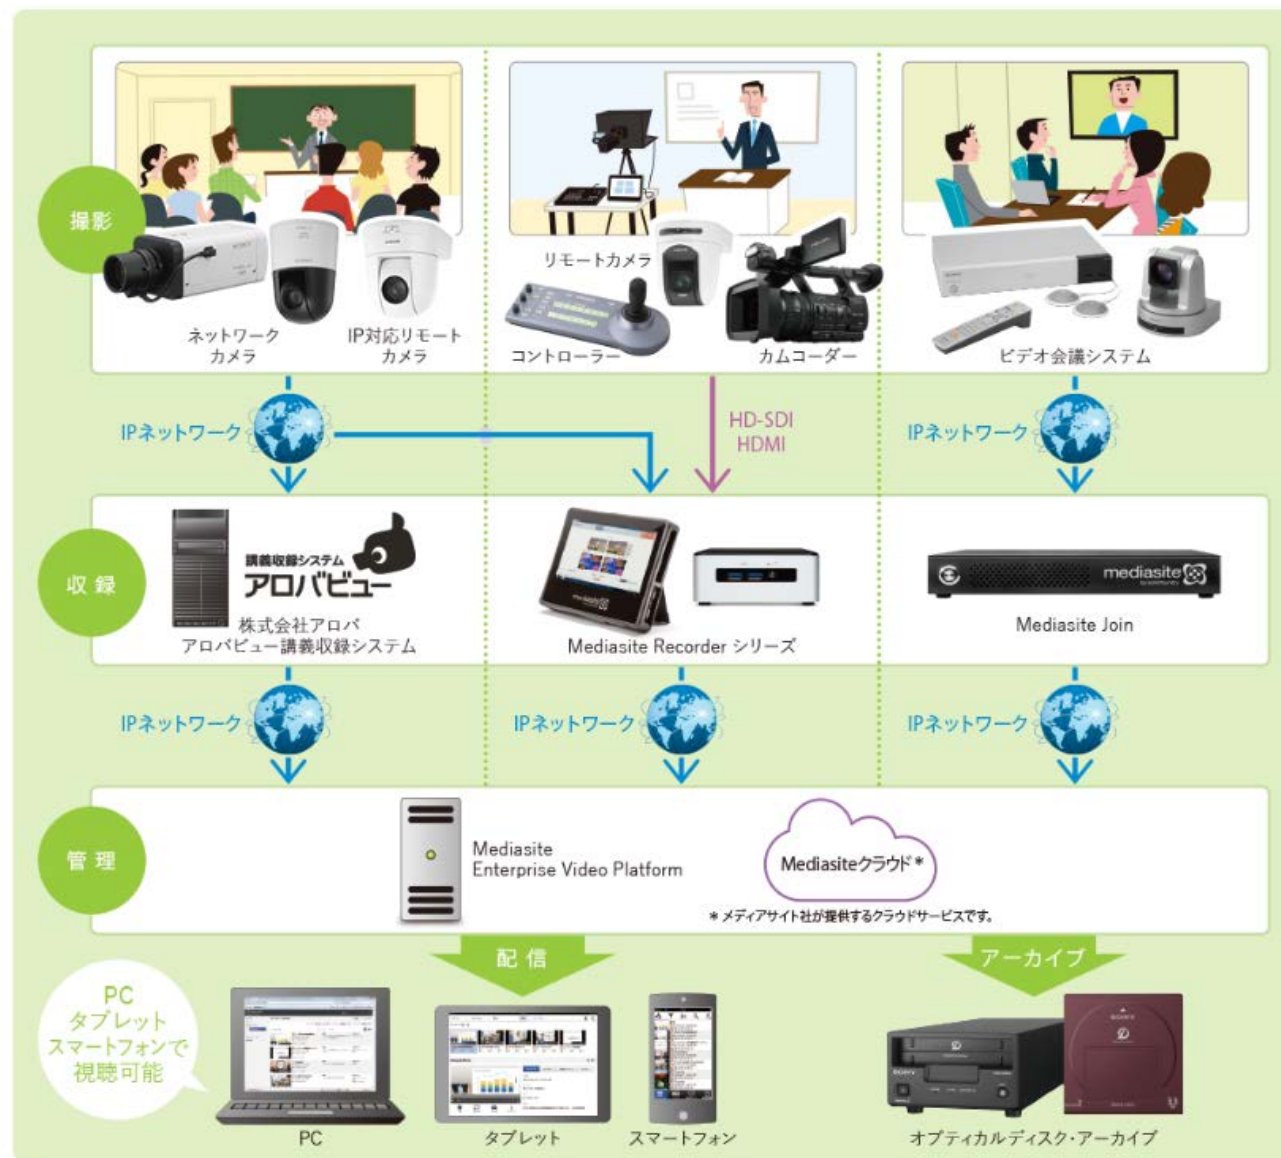 撮影
ネットワーク
カメラ
IP対応リモート
カメラ
リモートカメラ
コントローラー
カムコーダー
ビデオ会議システム
IPネットワーク
HD-SDI
HDMI
IPネットワーク
収録
講義収録システム
アロバビュー
株式会社アロバ
アロバビュー講義収録システム
mediasite
Mediasite Recorder シリーズ
mediasite
Mediasite Join
IPネットワーク
IPネットワーク
IPネットワーク
管理
Mediasite
Enterprise Video Platform
Mediasiteクラウド*
* メディアサイト社が提供するクラウドサービスです。
配信
アーカイブ
PC
タブレット
スマートフォンで
視聴可能
SONY
SONY
PC
タブレット
スマートフォン
オプティカルディスク・アーカイブ